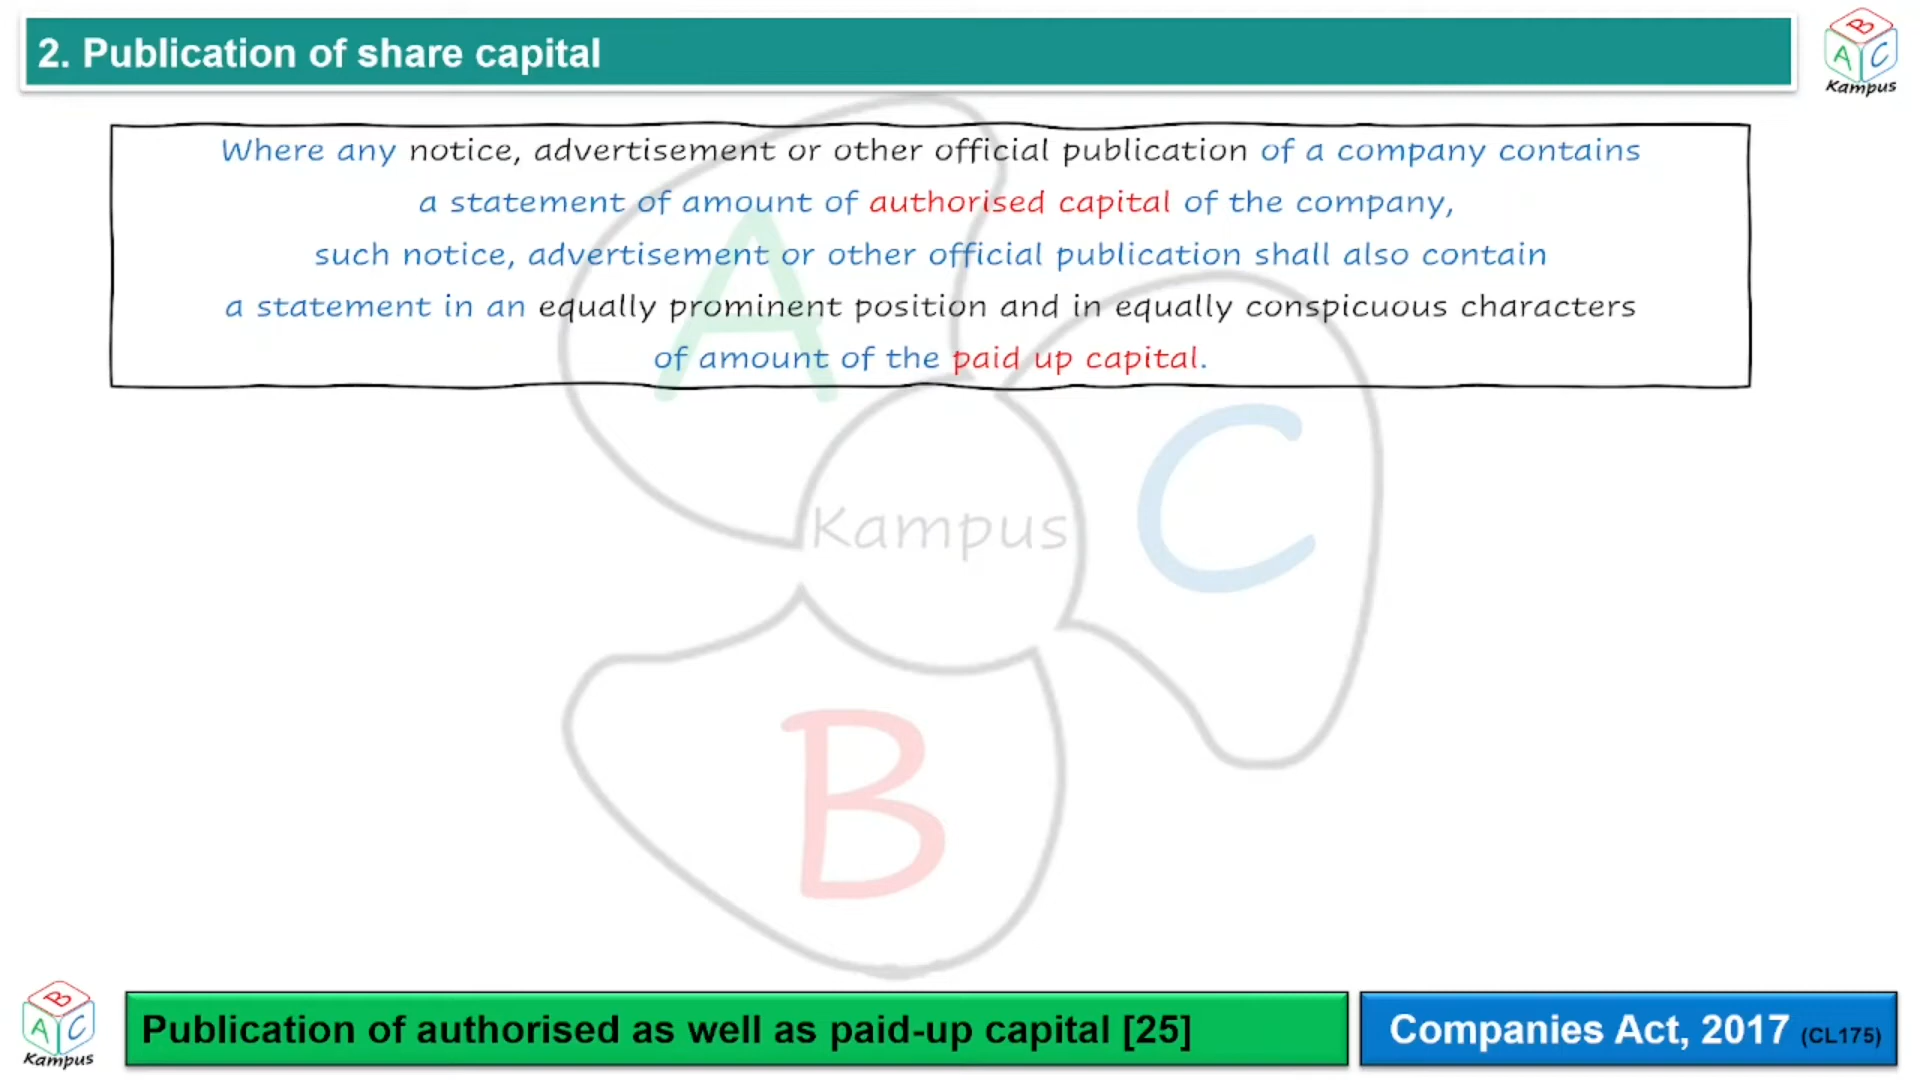 2. Publication of share capital
B
A C
Kampus
Where any notice, advertisement or other official publication of a company contains
a statement of amount of authorised capital of the company,
such notice, advertisement or other official publication shall also contain
a statement in an equally prominent position and in equally conspicuous characters
of amount of the paid up capital.
A
C
Kampus
B
B
A C
Kampus
Publication of authorised as well as paid-up capital [25]
Companies Act, 2017 (CL175)